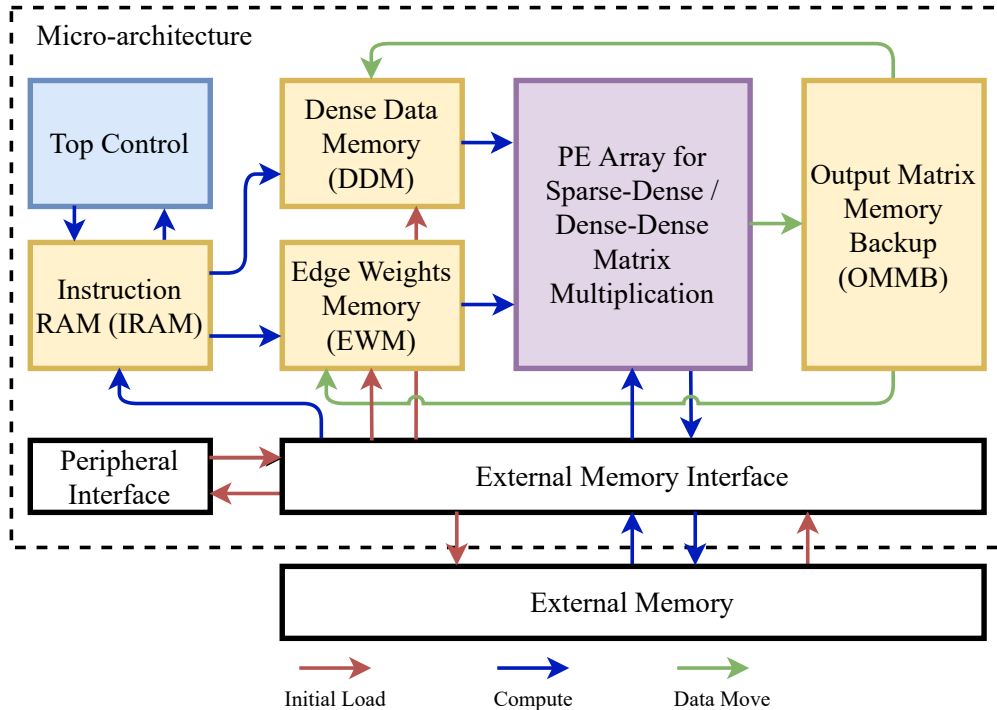 Micro-architecture
Top Control
Dense Data
Memory
(DDM)
PE Array for
Sparse-Dense /
Dense-Dense
Matrix
Multiplication
Output Matrix
Memory
Backup
(OMMB)
Instruction
RAM (IRAM)
Edge Weights
Memory
(EWM)
Peripheral
Interface
External Memory Interface
External Memory
Initial Load
Compute
Data Move